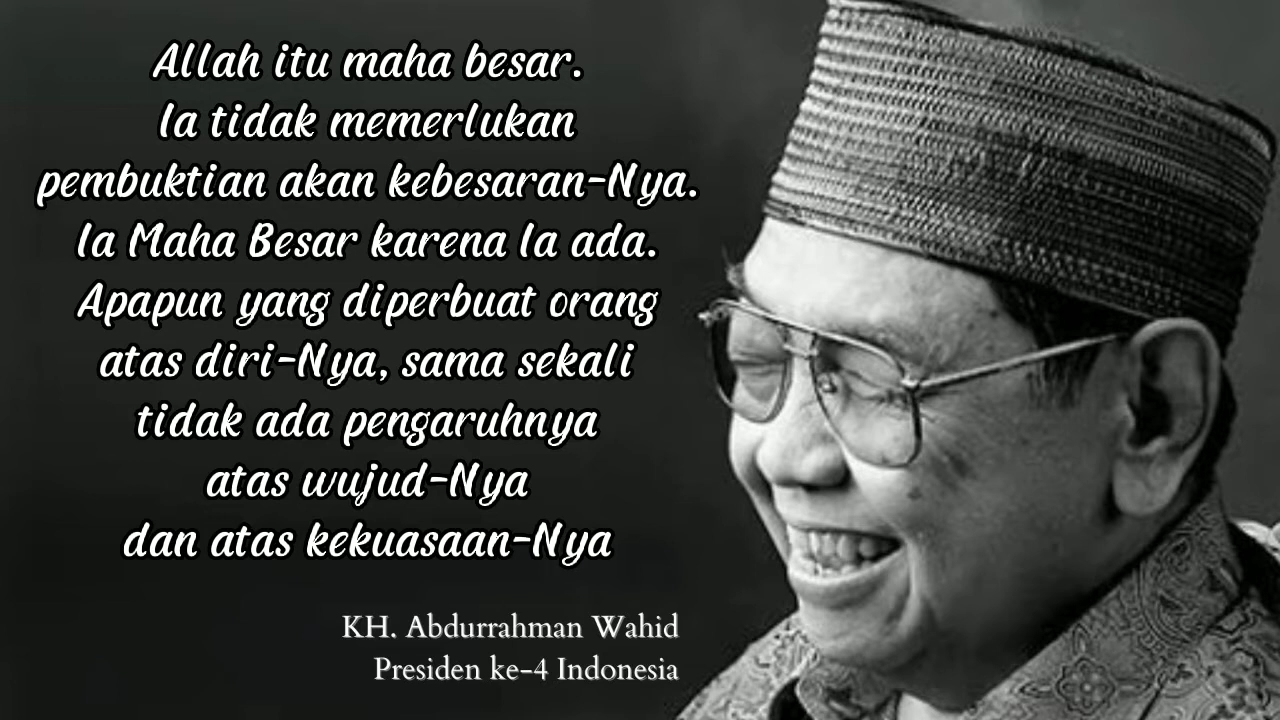 Allah itu maha besar.
Ia tidak memerlukan
pembuktian akan kebesaran-Nya.
Ia Maha Besar karena Ia ada.
Apapun yang diperbuat orang
atas diri-Nya, sama sekali
tidak ada pengaruhnya
atas wujud-Nya
dan atas kekuasaan-Nya
KH. Abdurrahman Wahid
Presiden ke-4 Indonesia